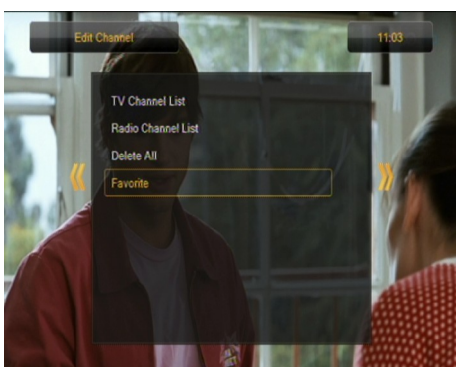 Edit Channel
11:03
TV Channel List
Radio Channel List
Delete All
Favorite